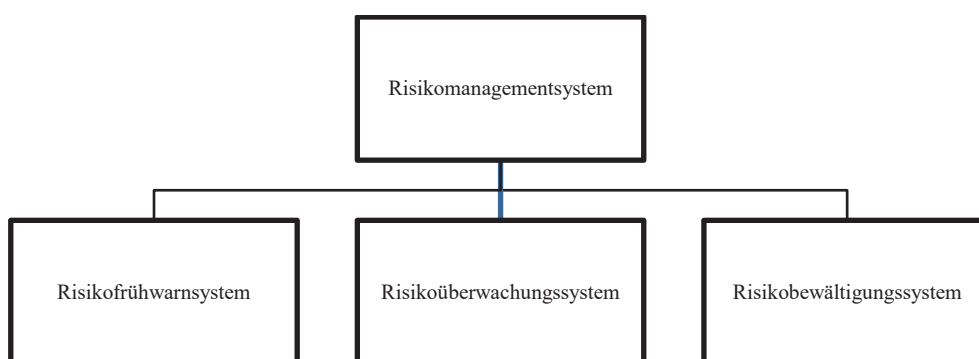 Risikomanagementsystem
Risikofrühwarnsystem
Risikoüberwachungssystem
Risikobewältigungssystem